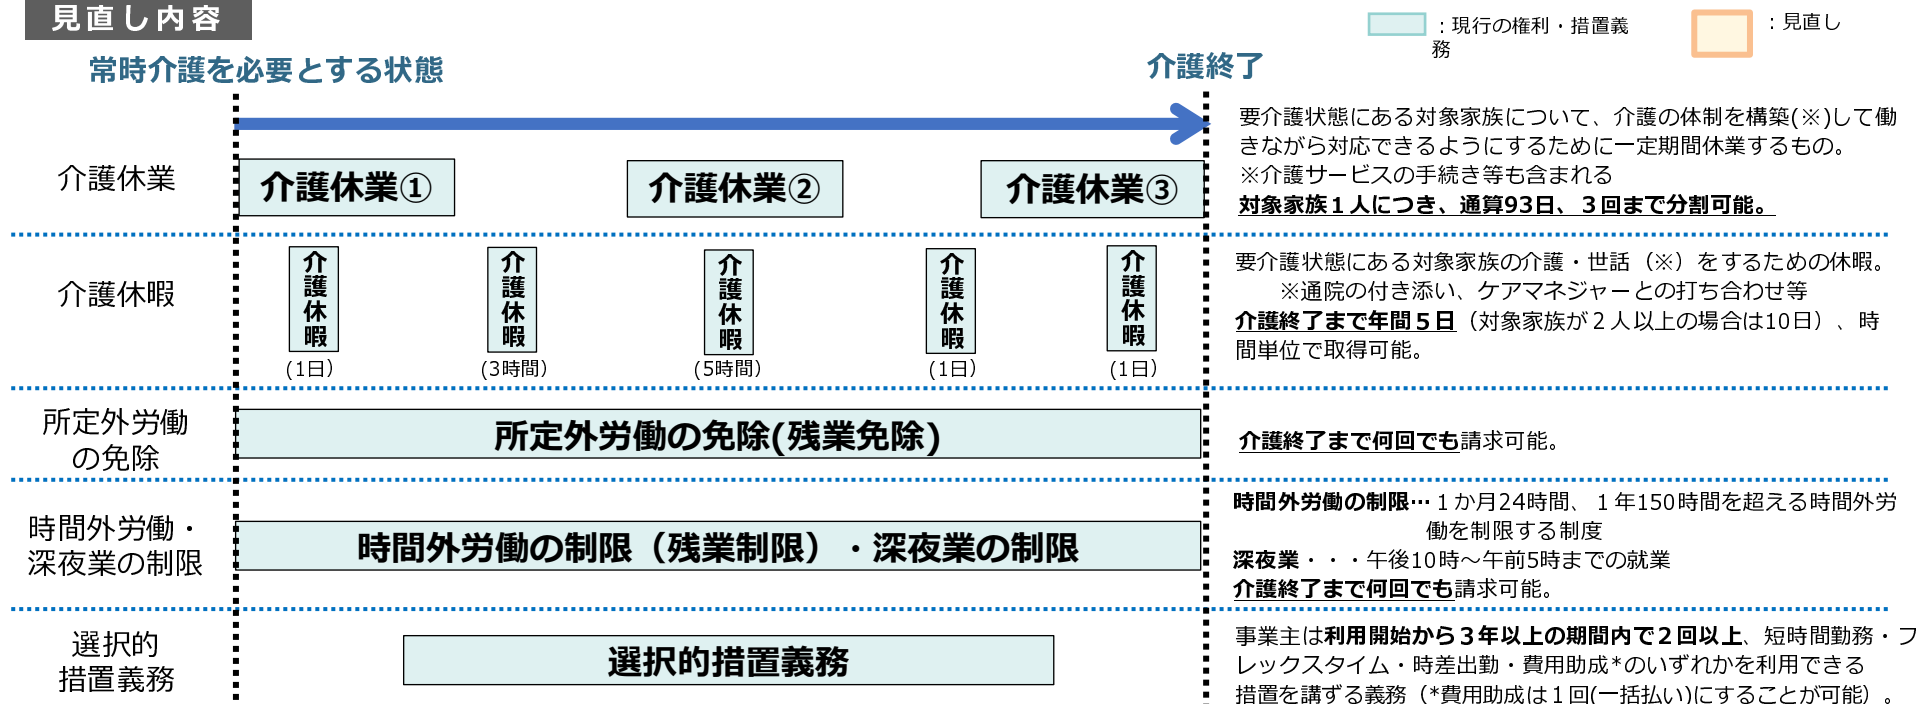 見直し内容
：現行の権利・措置義
務
：見直し
常時介護を必要とする状態
介護終了
介護休業
介護休業①
介護休業②
介護休業③
要介護状態にある対象家族について、介護の体制を構築(※)して働
きながら対応できるようにするために一定期間休業するもの。
※介護サービスの手続き等も含まれる
対象家族１人につき、通算93日、３回まで分割可能。
介護休暇
介護休暇
(1日)
介護休暇
(3時間)
介護休暇
(5時間)
介護休暇
(1日)
介護休暇
(1日)
要介護状態にある対象家族の介護・世話（※）をするための休暇。
※通院の付き添い、ケアマネジャーとの打ち合わせ等
介護終了まで年間５日（対象家族が２人以上の場合は10日）、時
間単位で取得可能。
所定外労働
の免除
所定外労働の免除(残業免除)
介護終了まで何回でも請求可能。
時間外労働・
深夜業の制限
時間外労働の制限（残業制限）・深夜業の制限
時間外労働の制限…１か月24時間、１年150時間を超える時間外労
働を制限する制度
深夜業・・・午後10時～午前5時までの就業
介護終了まで何回でも請求可能。
選択的
措置義務
選択的措置義務
事業主は利用開始から３年以上の期間内で２回以上、短時間勤務・フ
レックスタイム・時差出勤・費用助成*のいずれかを利用できる
措置を講ずる義務（*費用助成は１回(一括払い)にすることが可能）。